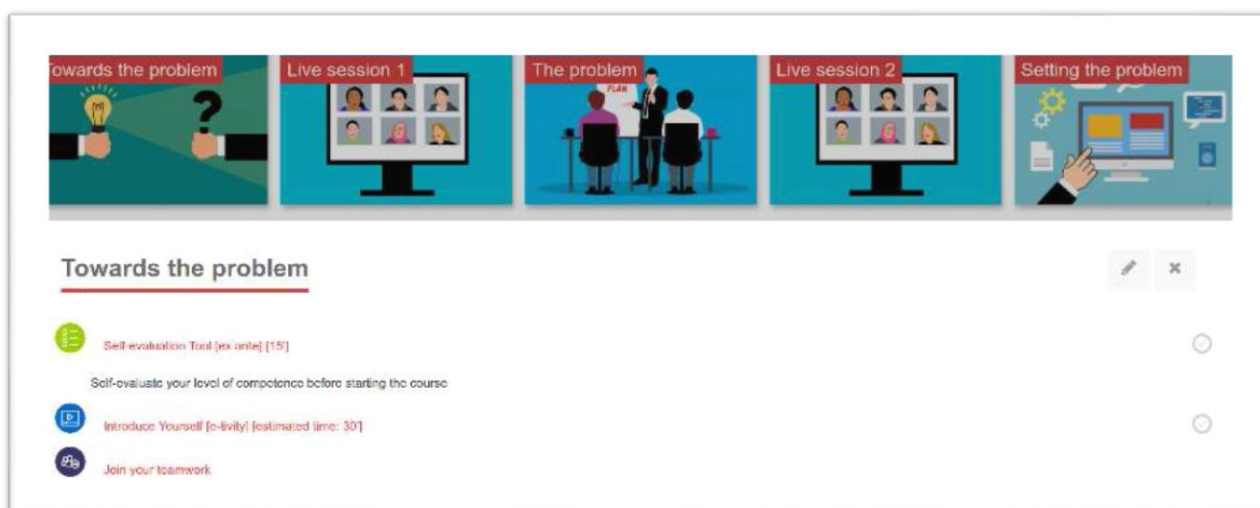 owards the problem
Live session 1
The problem
Live session 2
Setting the problem
PLAN
Towards the problem
Self-evaluation Tool [ex ante] [15']
Self-evaluate your level of competence before starting the course
Introduce Yourself [e-tivity] [estimated time: 30']
Join your teamwork